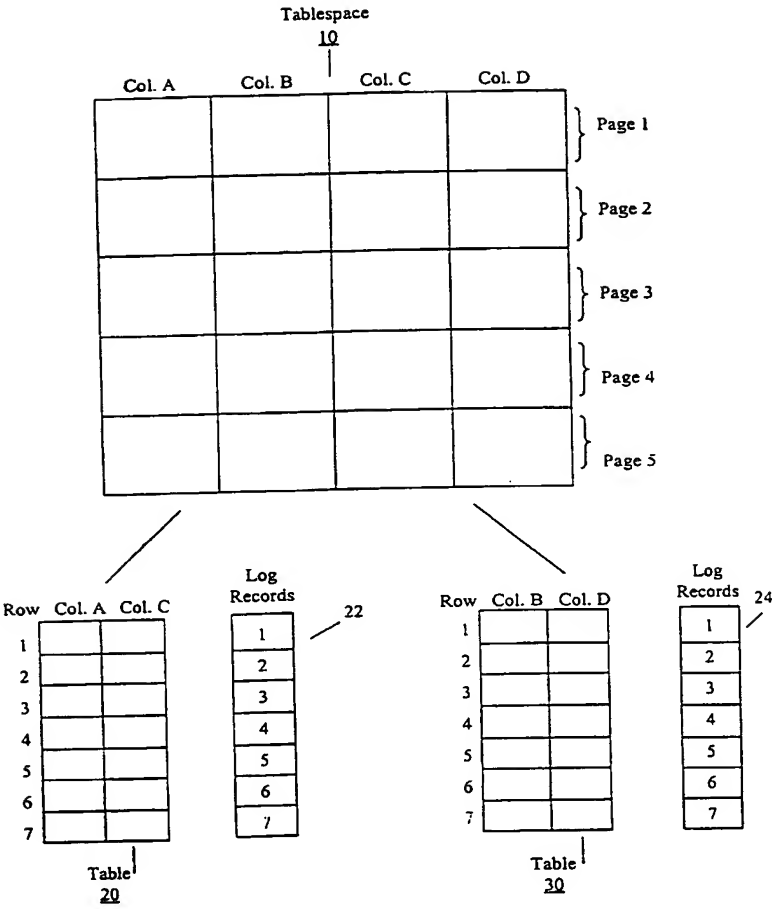 Tablespace
10
Col. A Col. B Col. C Col. D
Page 1
Page 2
Page 3
Page 4
Page 5
Row Col. A Col. C
1
2
3
4
5
6
7
Table
20
Log
Records
22
1
2
3
4
5
6
7
Row Col. B Col. D
1
2
3
4
5
6
7
Table
30
Log
Records
24
1
2
3
4
5
6
7